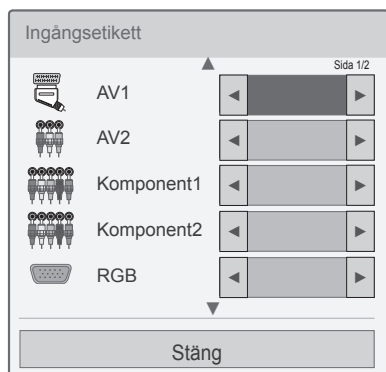 Ingångsetikett
Sida 1/2
AV1
AV2
Komponent1
Komponent2
RGB
Stäng